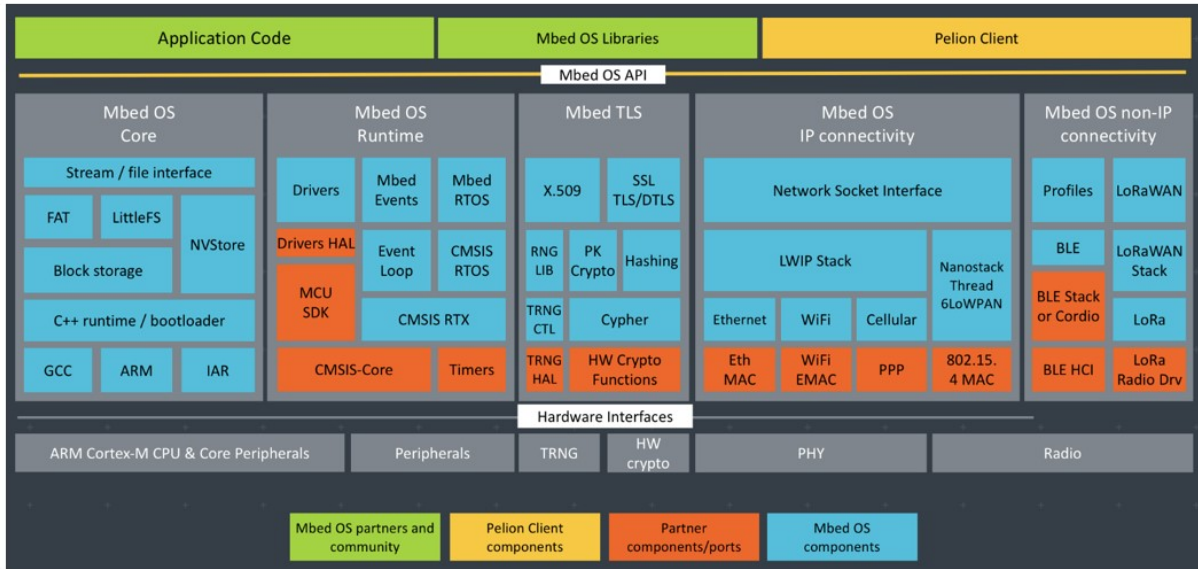 Application Code
Mbed OS Libraries
Pelion Client
Mbed OS API
Mbed OS
Core
Stream / file interface
FAT
LittleFS
NVStore
Block storage
C++ runtime / bootloader
GCC
ARM
IAR
Mbed OS
Runtime
Drivers
Mbed
Events
Mbed
RTOS
Drivers HAL
Event
Loop
CMSIS
RTOS
MCU
SDK
CMSIS RTX
CMSIS-Core
Timers
Mbed TLS
X.509
SSL
TLS/DTLS
RNG
LIB
PK
Crypto
Hashing
TRNG
CTL
Cypher
TRNG
HAL
HW Crypto
Functions
Mbed OS
IP connectivity
Network Socket Interface
LWIP Stack
Nanostack
Thread
6LoWPAN
Ethernet
WiFi
Cellular
Eth
MAC
WiFi
EMAC
PPP
802.15.
4 MAC
Mbed OS non-IP
connectivity
Profiles
LoRaWAN
BLE
LoRaWAN
Stack
BLE Stack
or Cordio
LoRa
BLE HCI
LoRa
Radio Drv
Hardware Interfaces
ARM Cortex-M CPU & Core Peripherals
Peripherals
TRNG
HW
crypto
PHY
Radio
Mbed OS partners and
community
Pelion Client
components
Partner
components/ports
Mbed OS
components